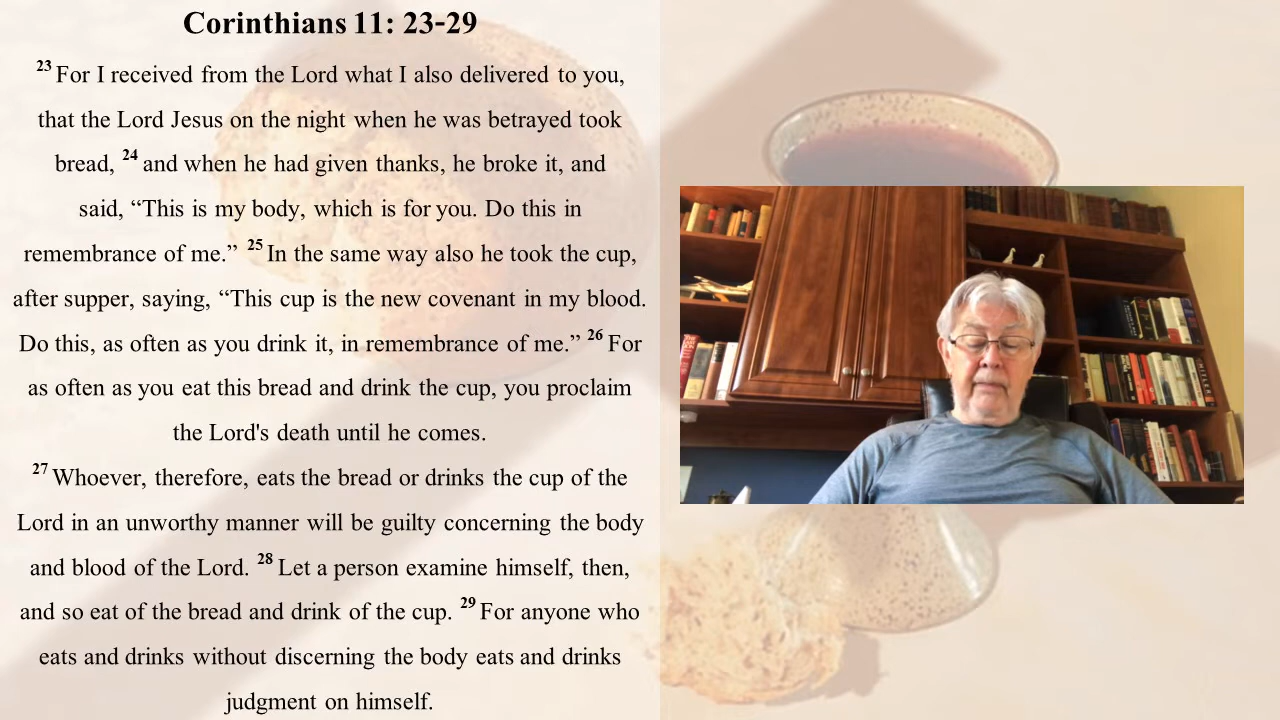 Corinthians 11: 23-29
23 For I received from the Lord what I also delivered to you,
that the Lord Jesus on the night when he was betrayed took
bread, 24 and when he had given thanks, he broke it, and
said, “This is my body, which is for you. Do this in
remembrance of me.” 25 In the same way also he took the cup,
after supper, saying, “This cup is the new covenant in my blood.
Do this, as often as you drink it, in remembrance of me.” 26 For
as often as you eat this bread and drink the cup, you proclaim
the Lord's death until he comes.
27 Whoever, therefore, eats the bread or drinks the cup of the
Lord in an unworthy manner will be guilty concerning the body
and blood of the Lord. 28 Let a person examine himself, then,
and so eat of the bread and drink of the cup. 29 For anyone who
eats and drinks without discerning the body eats and drinks
judgment on himself.